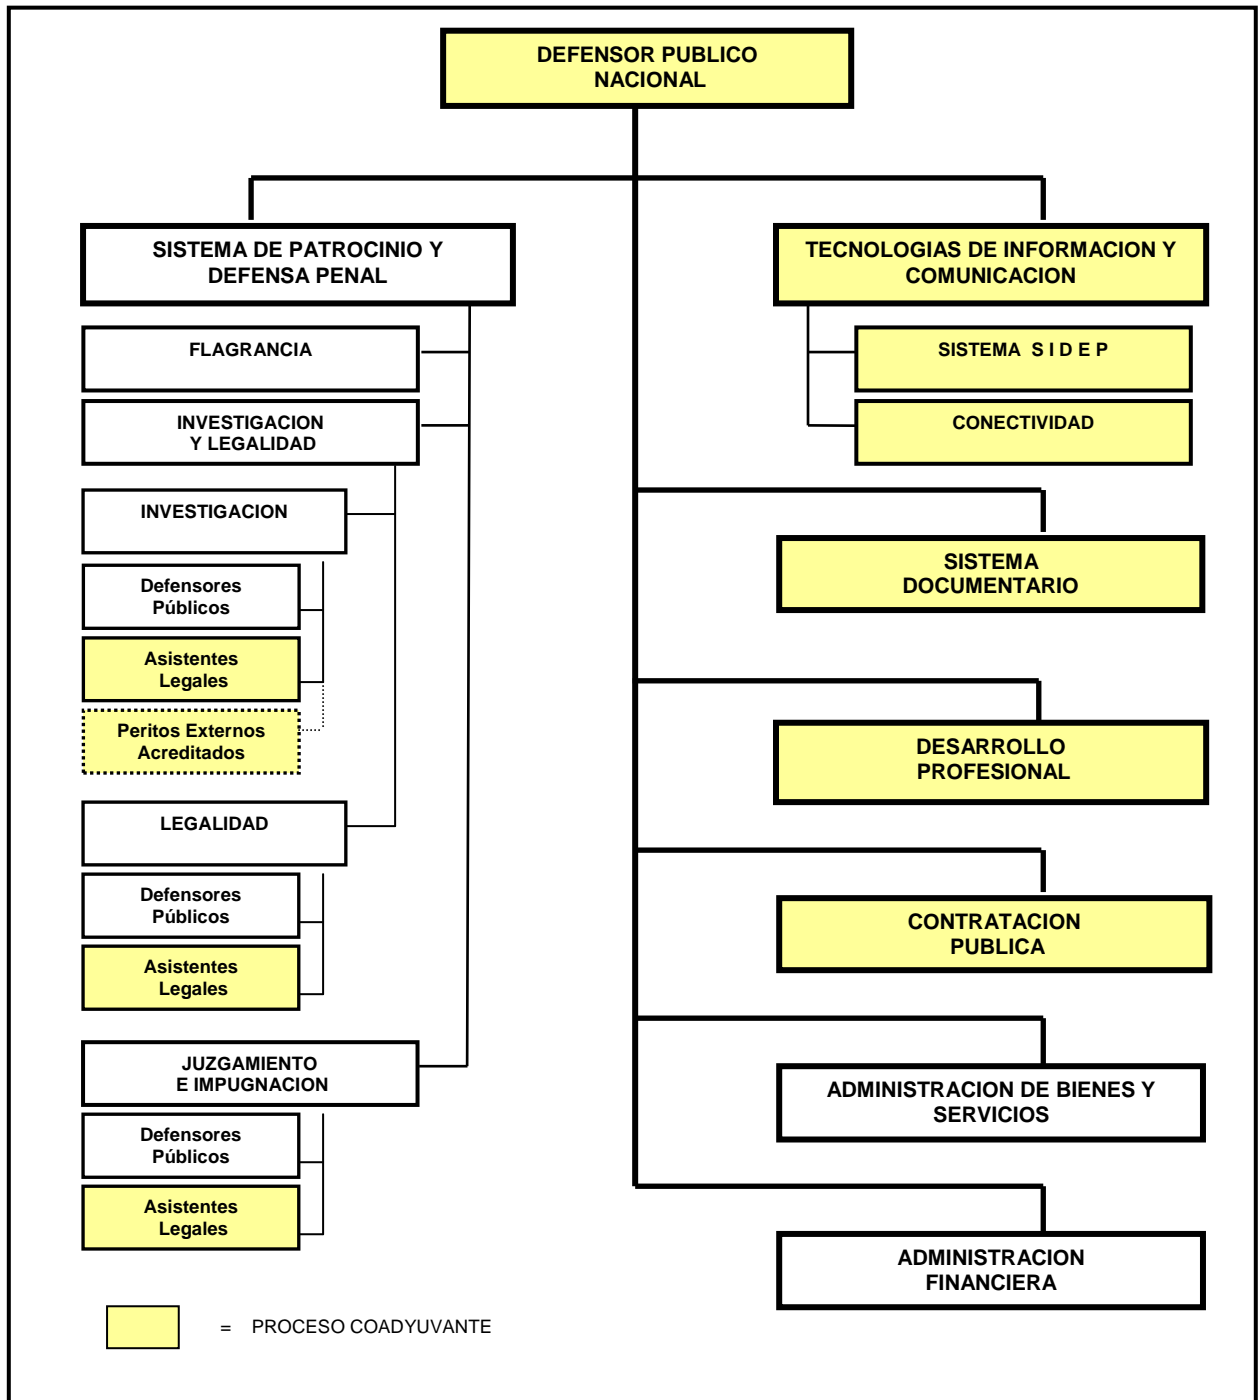 DEFENSOR PUBLICO
NACIONAL
SISTEMA DE PATROCINIO Y
DEFENSA PENAL
FLAGRANCIA
INVESTIGACION
Y LEGALIDAD
INVESTIGACION
Defensores
Públicos
Asistentes
Legales
Peritos Externos
Acreditados
LEGALIDAD
Defensores
Públicos
Asistentes
Legales
JUZGAMIENTO
E IMPUGNACION
Defensores
Públicos
Asistentes
Legales
TECNOLOGIAS DE INFORMACION Y
COMUNICACION
SISTEMA S I D E P
CONECTIVIDAD
SISTEMA
DOCUMENTARIO
DESARROLLO
PROFESIONAL
CONTRATACION
PUBLICA
ADMINISTRACION DE BIENES Y
SERVICIOS
ADMINISTRACION
FINANCIERA
= PROCESO COADYUVANTE